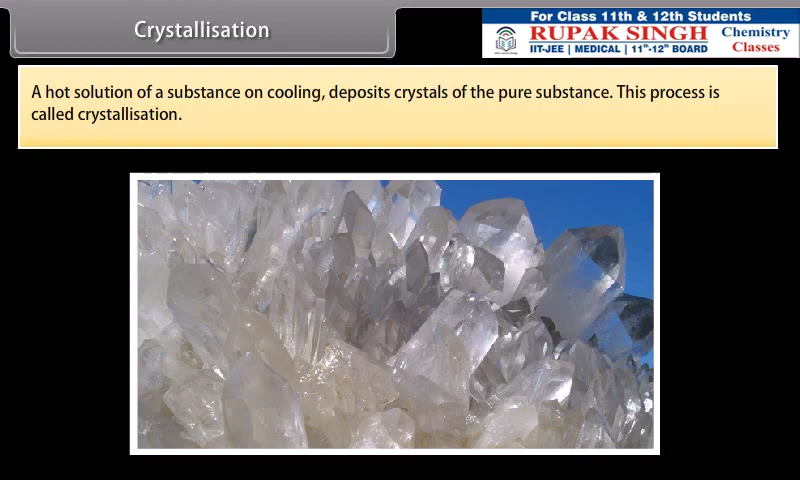 Crystallisation
For Class 11th & 12th Students
RUPAK SINGH
Chemistry
Classes
IIT-JEE | MEDICAL | 11th-12th BOARD
A hot solution of a substance on cooling, deposits crystals of the pure substance. This process is
called crystallisation.